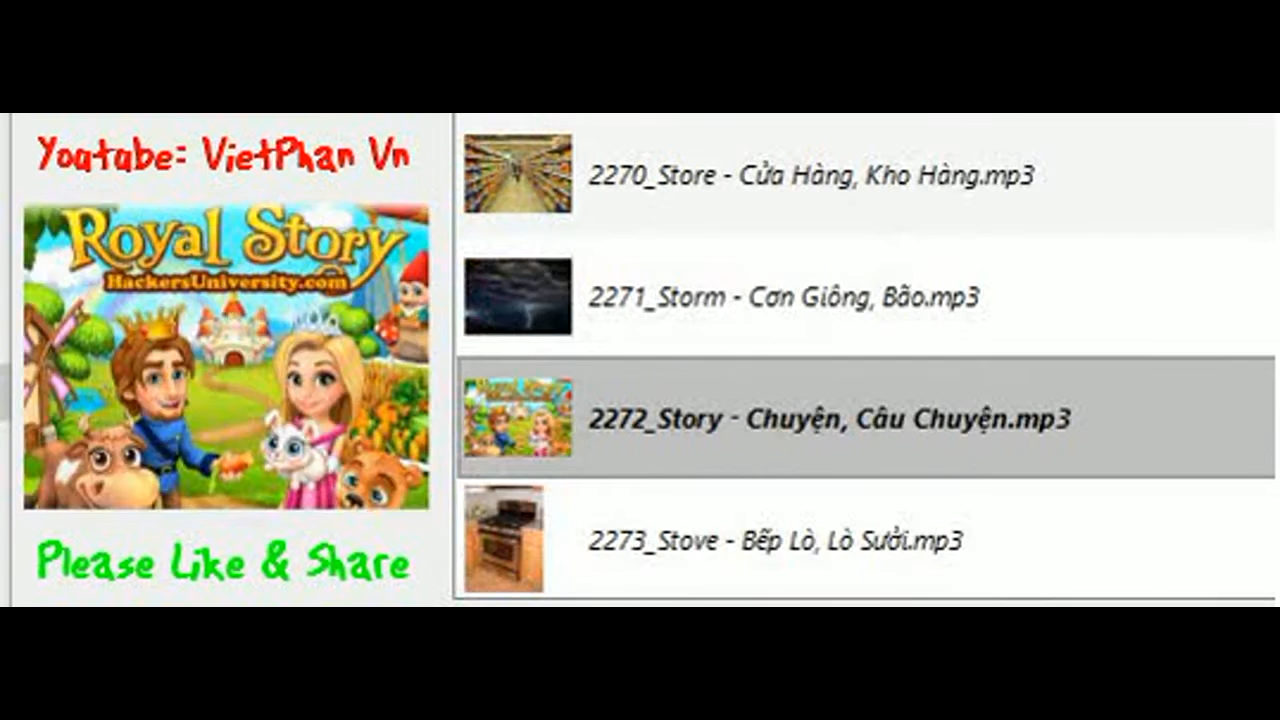 Youtube: VietPhan Vn
Royal Story
HackersUniversity.com
Please Like & Share
2270_Store - Cửa Hàng, Kho Hàng.mp3
2271_Storm - Cơn Giông, Bão.mp3
2272_Story - Chuyện, Câu Chuyện.mp3
2273_Stove - Bếp Lò, Lò Sưởi.mp3